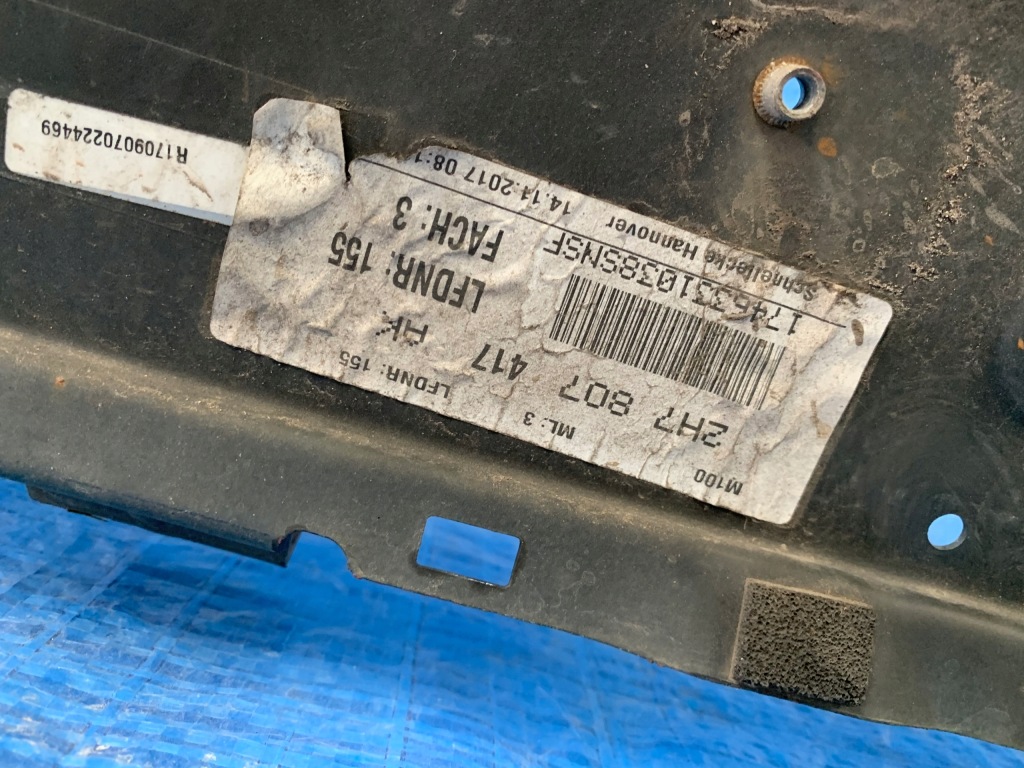 M100
ML: 3
LFDNR: 155
2H7 807 417 AK
LFDNR: 155
FACH: 3
1746331038SNSF
Schnellecke Hannover 14.11.2017 08:1
R1709070224469